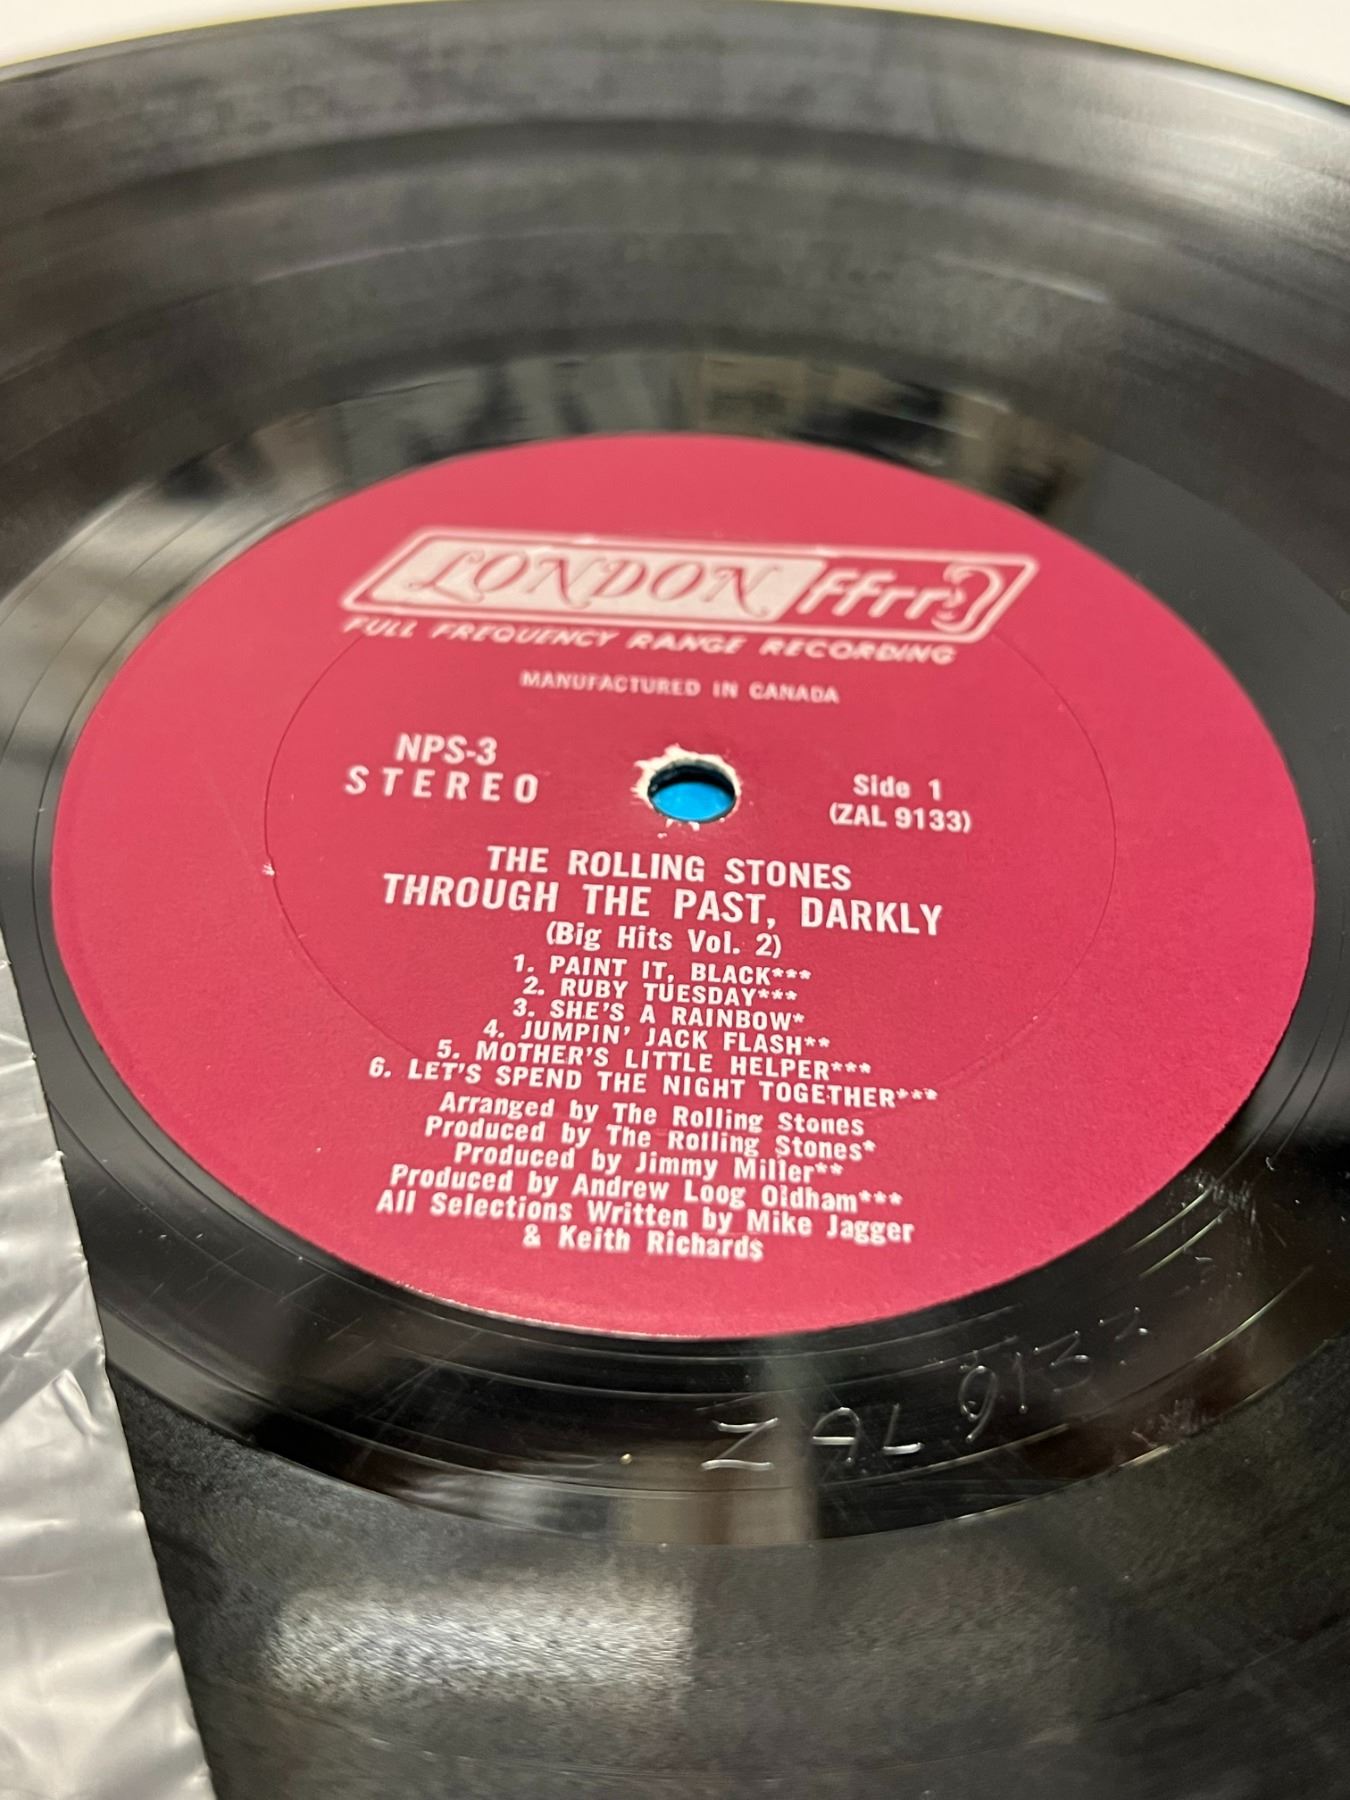 LONDON ffrr
FULL FREQUENCY RANGE RECORDING
MANUFACTURED IN CANADA
NPS-3
STEREO
Side 1
(ZAL 9133)
THE ROLLING STONES
THROUGH THE PAST, DARKLY
(Big Hits Vol. 2)
1. PAINT IT, BLACK***
2. RUBY TUESDAY***
3. SHE'S A RAINBOW*
4. JUMPIN' JACK FLASH**
5. MOTHER'S LITTLE HELPER***
6. LET'S SPEND THE NIGHT TOGETHER***
Arranged by The Rolling Stones
Produced by The Rolling Stones*
Produced by Jimmy Miller**
Produced by Andrew Loog Oldham***
All Selections Written by Mike Jagger
& Keith Richards
ZAL 9133